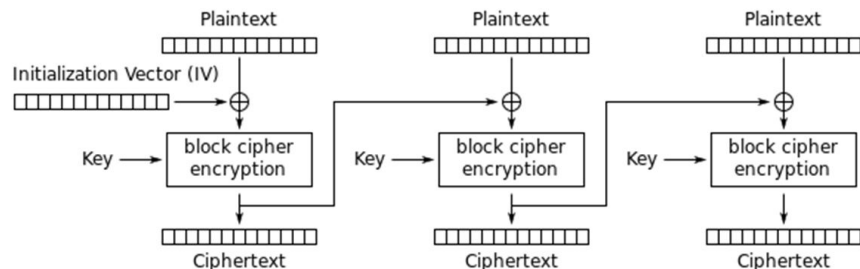 Plaintext
Plaintext
Plaintext
Initialization Vector (IV)
Key
block cipher
encryption
Key
block cipher
encryption
Key
block cipher
encryption
Ciphertext
Ciphertext
Ciphertext